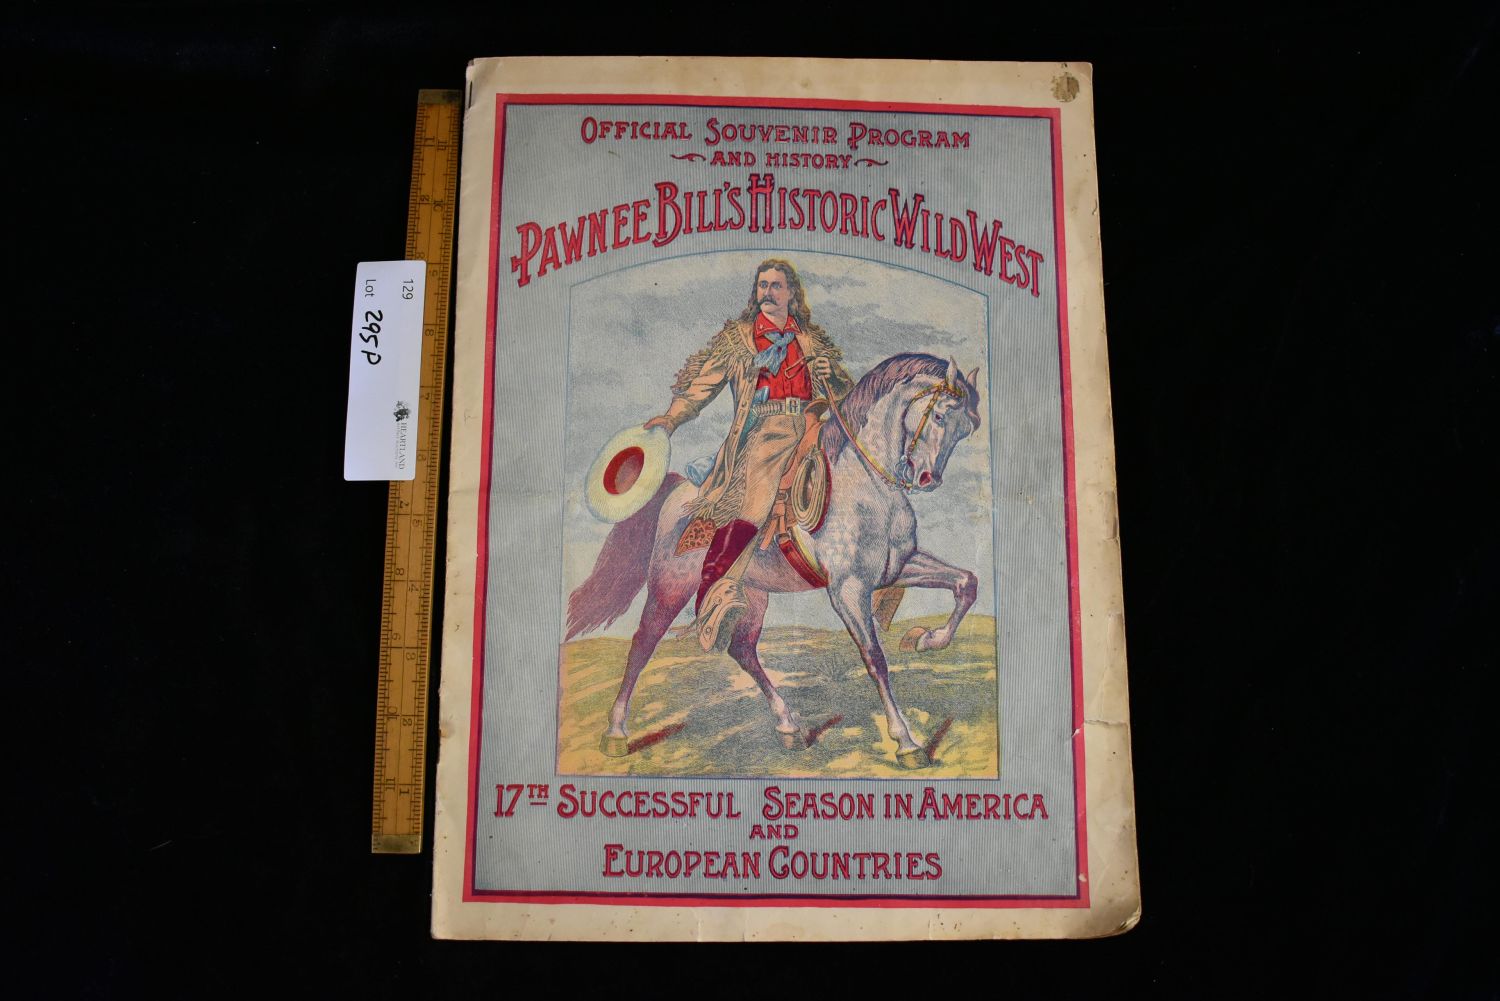 OFFICIAL SOUVENIR PROGRAM
AND HISTORY
PAWNEE BILL'S HISTORIC WILD WEST
17TH SUCCESSFUL SEASON IN AMERICA
AND
EUROPEAN COUNTRIES
129
Lot 295P
HEARTLAND